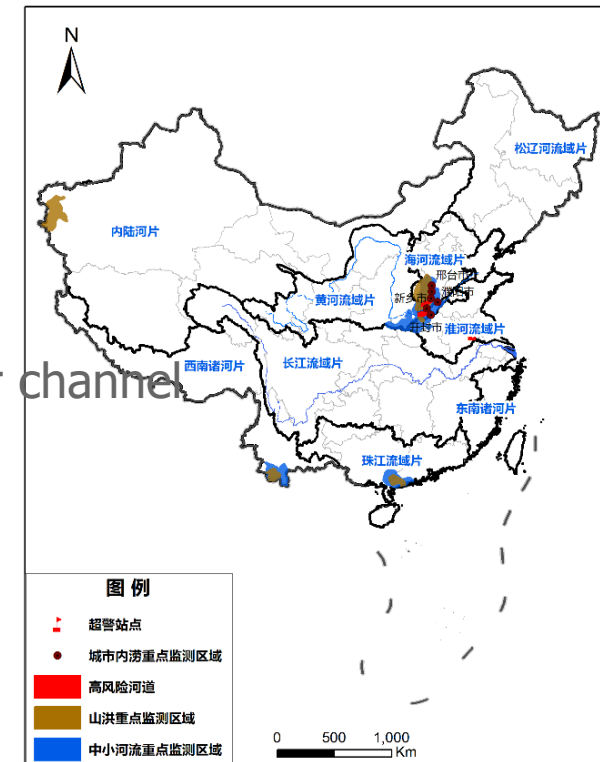 N
松辽河流域片
内陆河片
海河流域片
邢台市
黄河流域片
新乡市
濮阳市
开封市
淮河流域片
西南诸河片
长江流域片
r channel
东南诸河片
珠江流域片
图 例
超警站点
城市内涝重点监测区域
高风险河道
山洪重点监测区域
中小河流重点监测区域
0 500 1,000
Km